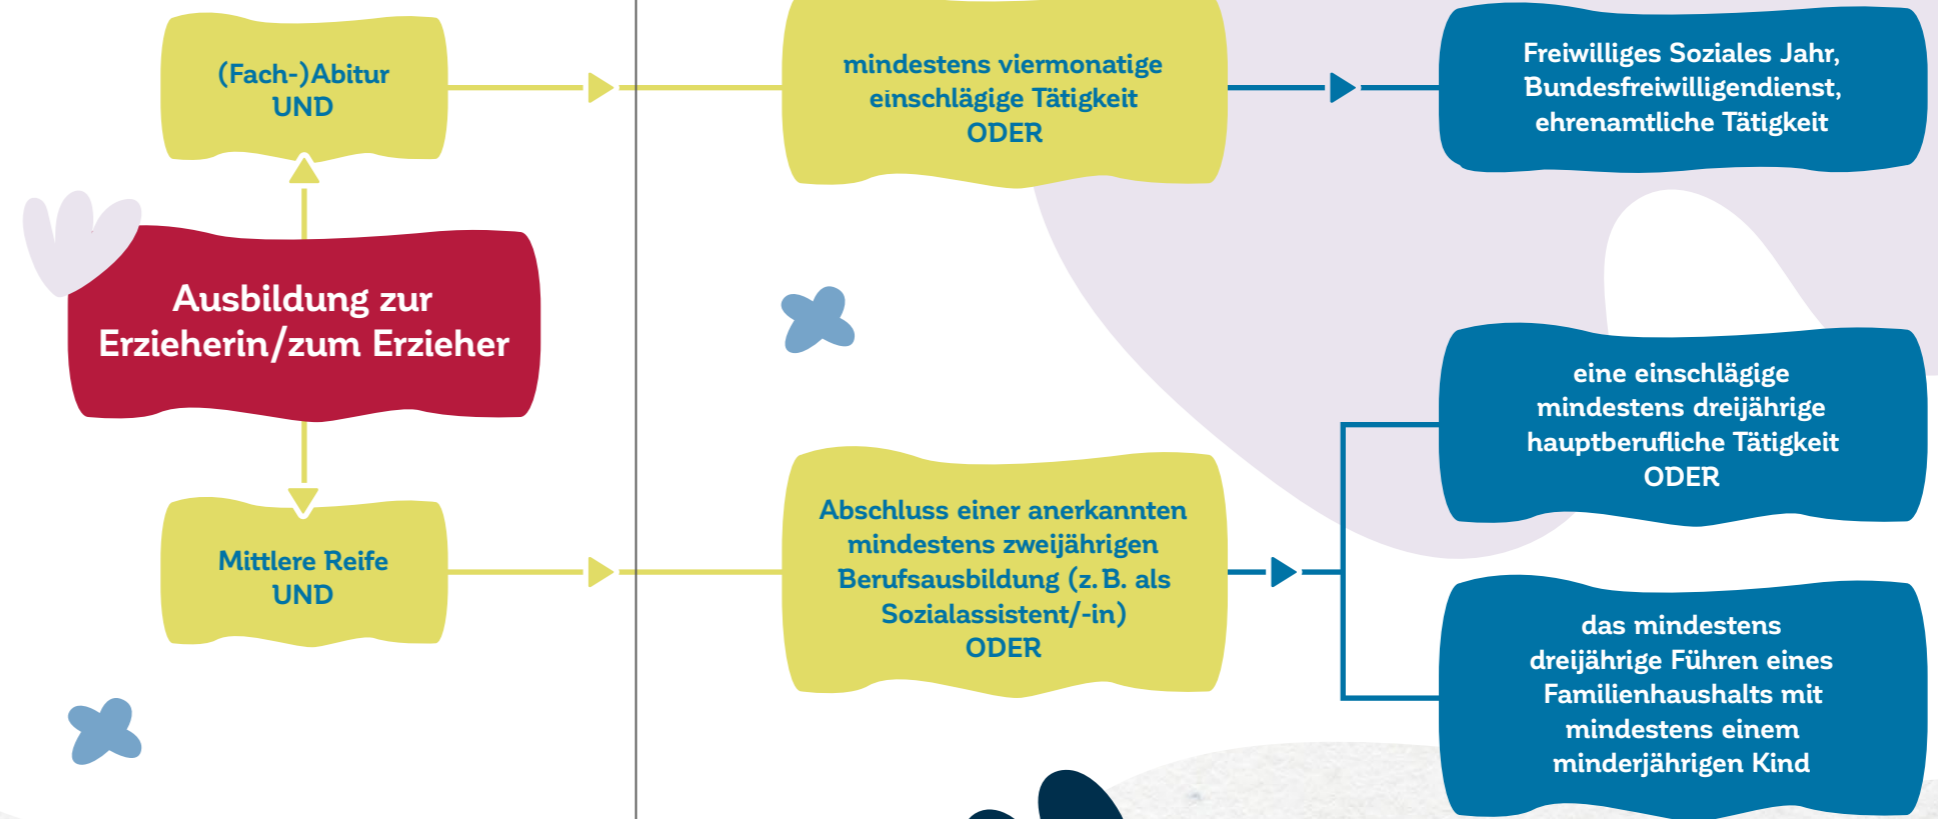 (Fach-)Abitur
UND
mindestens viermonatige
einschlägige Tätigkeit
ODER
Freiwilliges Soziales Jahr,
Bundesfreiwilligendienst,
ehrenamtliche Tätigkeit
Ausbildung zur
Erzieherin/zum Erzieher
Mittlere Reife
UND
Abschluss einer anerkannten
mindestens zweijährigen
Berufsausbildung (z. B. als
Sozialassistent/-in)
ODER
eine einschlägige
mindestens dreijährige
hauptberufliche Tätigkeit
ODER
das mindestens
dreijährige Führen eines
Familienhaushalts mit
mindestens einem
minderjährigen Kind